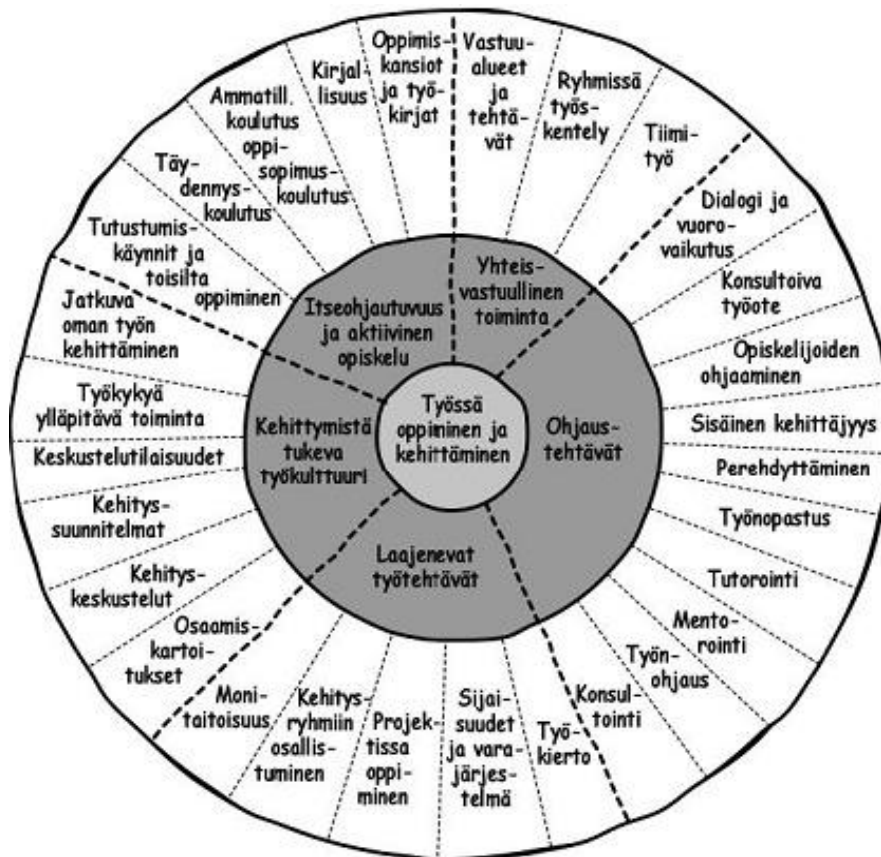 Työssä
oppiminen ja
kehittäminen
Yhteis-
vastuullinen
toiminta
Ohjaus-
tehtävät
Laajenevat
työtehtävät
Kehittymistä
tukeva
työkulttuuri
Itseohjautuvuus
ja aktiivinen
opiskelu
Vastuu-
alueet
ja
tehtä-
vät
Ryhmissä
työs-
kentely
Tiimi-
työ
Dialogi ja
vuoro-
vaikutus
Konsultoiva
työote
Opiskelijoiden
ohjaaminen
Sisäinen kehittäjyys
Perehdyttäminen
Työnopastus
Tutorointi
Mento-
rointi
Työn-
ohjaus
Konsul-
tointi
Työ-
kierto
Sijai-
suudet
ja vara-
järjes-
telmä
Projek-
tissa
oppi-
minen
Kehitys-
ryhmiin
osallis-
tuminen
Moni-
taitoisuus
Osaamis-
kartoi-
tukset
Kehitys-
keskustelut
Kehitys-
suunnitelmat
Keskustelutilaisuudet
Työkykyä
ylläpitävä toiminta
Jatkuva
oman työn
kehittäminen
Tutustumis-
käynnit ja
toisilta
oppiminen
Täy-
dennys-
koulutus
Ammatill.
koulutus
oppi-
sopimus-
koulutus
Kirjal-
lisuus
Oppimis-
kansiot
ja työ-
kirjat